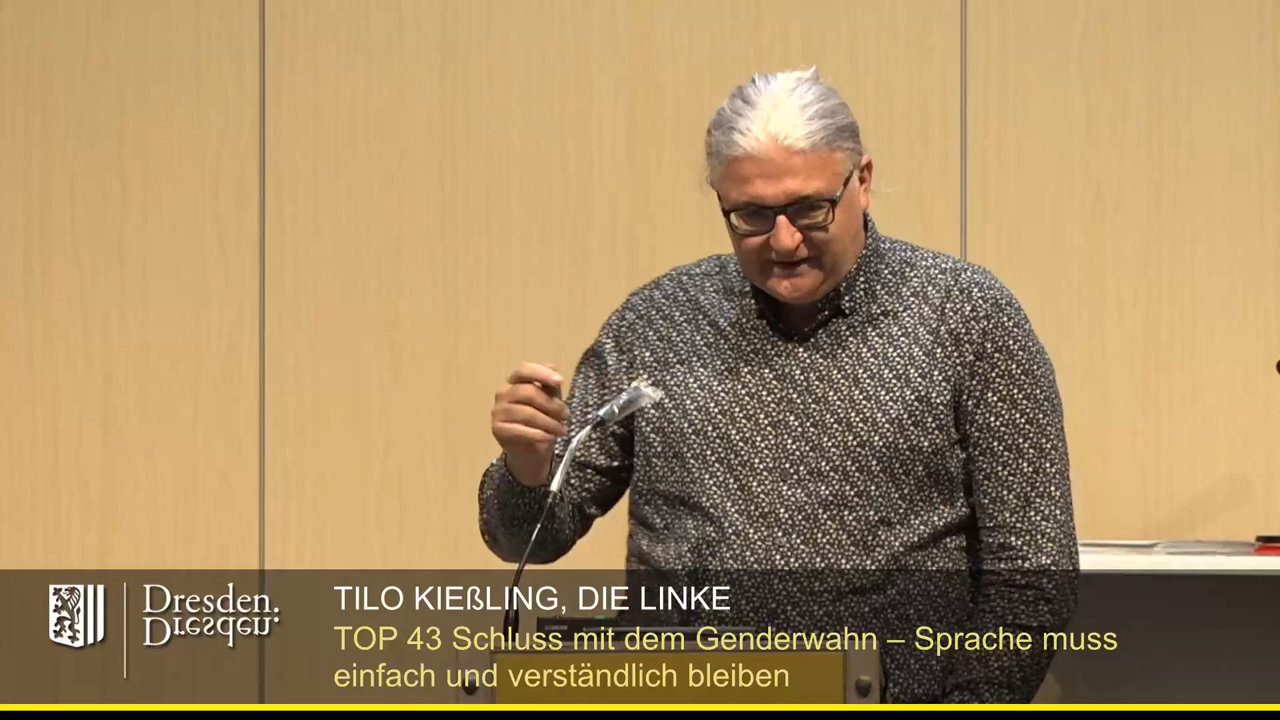 Dresden.
Dresden.
TILO KIEßLING, DIE LINKE
TOP 43 Schluss mit dem Genderwahn – Sprache muss
einfach und verständlich bleiben